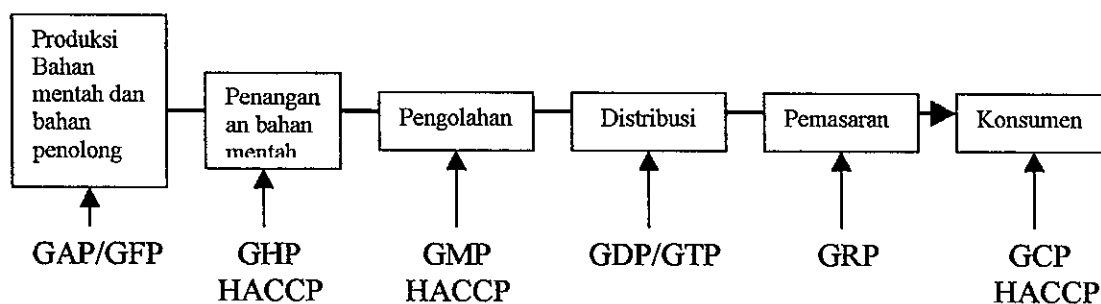 Produksi
Bahan
mentah dan
bahan
penolong
Penangan
an bahan
mentah
Pengolahan
Distribusi
Pemasaran
Konsumen
GAP/GFP
GHP
HACCP
GMP
HACCP
GDP/GTP
GRP
GCP
HACCP